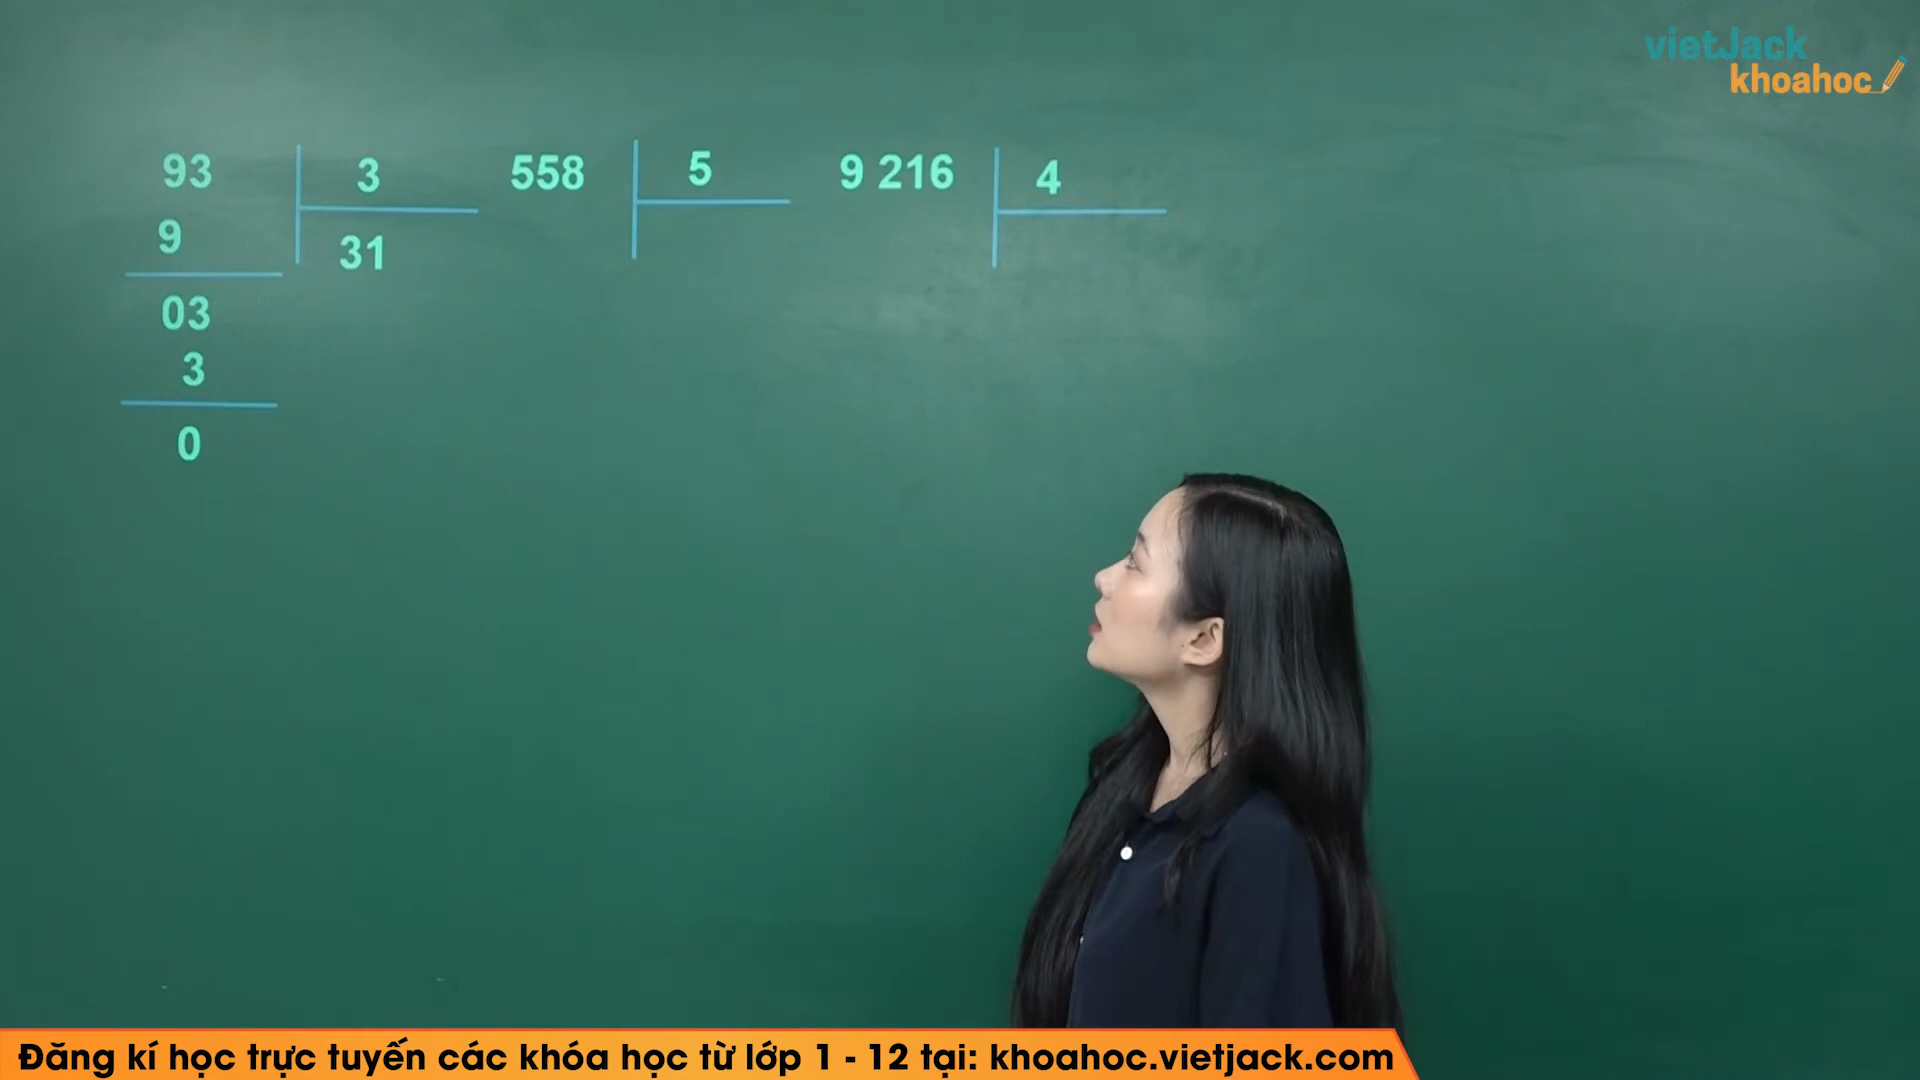 vietJack
khoahoc
93 3
9 31
03
3
0
558 5
9 216 4
Đăng kí học trực tuyến các khóa học từ lớp 1 - 12 tại: khoahoc.vietjack.com